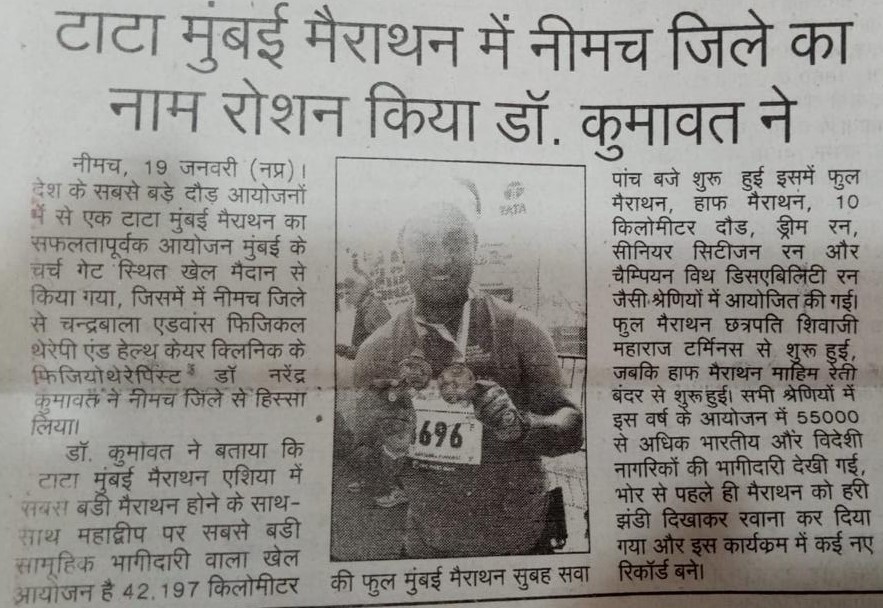 टाटा मुंबई मैराथन में नीमच जिले का
नाम रोशन किया डॉ. कुमावत ने
नीमच, 19 जनवरी (नप्र)।
देश के सबसे बड़े दौड़ आयोजनों
में से एक टाटा मुंबई मैराथन का
सफलतापूर्वक आयोजन मुंबई के
चर्च गेट स्थित खेल मैदान से
किया गया, जिसमें में नीमच जिले
से चन्द्रबाला एडवांस फिजिकल
थेरेपी एंड हेल्थ केयर क्लिनिक के
फिजियोथेरेपिस्ट डॉ नरेंद्र
कुमावत ने नीमच जिले से हिस्सा
लिया।
डॉ. कुमावत ने बताया कि
टाटा मुंबई मैराथन एशिया में
सबसे बडी मैराथन होने के साथ-
साथ महाद्वीप पर सबसे बडी
सामूहिक भागीदारी वाला खेल
आयोजन है 42.197 किलोमीटर
TATA
1696
की फुल मुंबई मैराथन सुबह सवा
पांच बजे शुरू हुई इसमें फुल
मैराथन, हाफ मैराथन, 10
किलोमीटर दौड, ड्रीम रन,
सीनियर सिटीजन रन और
चैम्पियन विथ डिसएबिलिटी रन
जैसी श्रेणियों में आयोजित की गई।
फुल मैराथन छत्रपति शिवाजी
महाराज टर्मिनस से शुरू हुई,
जबकि हाफ मैराथन माहिम रेती
बंदर से शुरू हुई। सभी श्रेणियों में
इस वर्ष के आयोजन में 55000
से अधिक भारतीय और विदेशी
नागरिकों की भागीदारी देखी गई,
भोर से पहले ही मैराथन को हरी
झंडी दिखाकर रवाना कर दिया
गया और इस कार्यकम में कई नए
रिकॉर्ड बने।